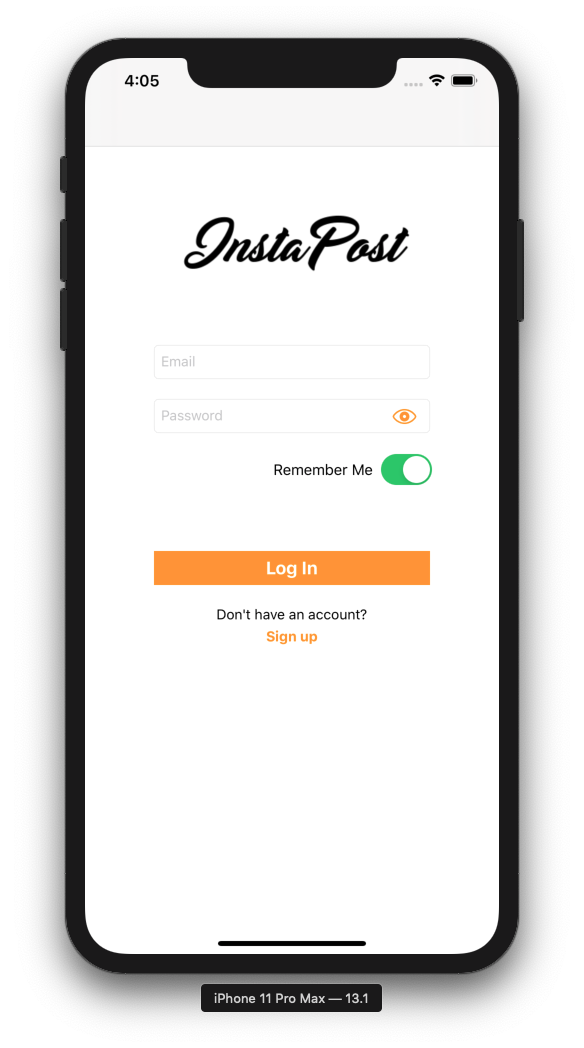 4:05
InstaPost
Email
Password
Remember Me
Log In
Don't have an account?
Sign up
iPhone 11 Pro Max — 13.1